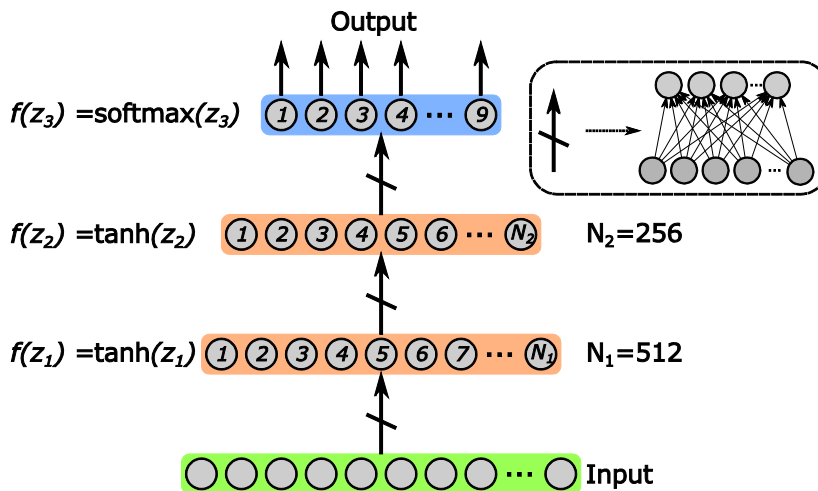 Output
f(z₃) =softmax(z₃) 1 2 3 4 ··· 9
f(z₂) =tanh(z₂) 1 2 3 4 5 6 ··· N₂ N₂=256
f(z₁) =tanh(z₁) 1 2 3 4 5 6 7 ··· N₁ N₁=512
··· Input